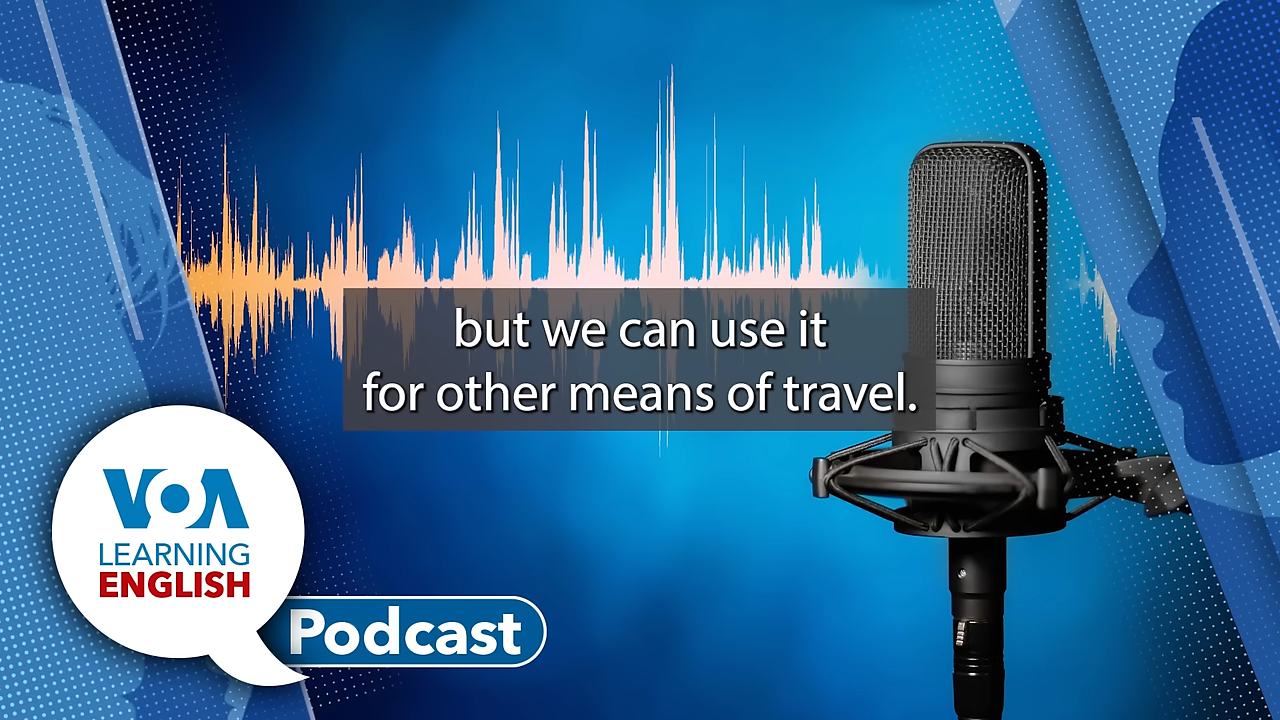 but we can use it
for other means of travel.
VOA
LEARNING
ENGLISH
Podcast